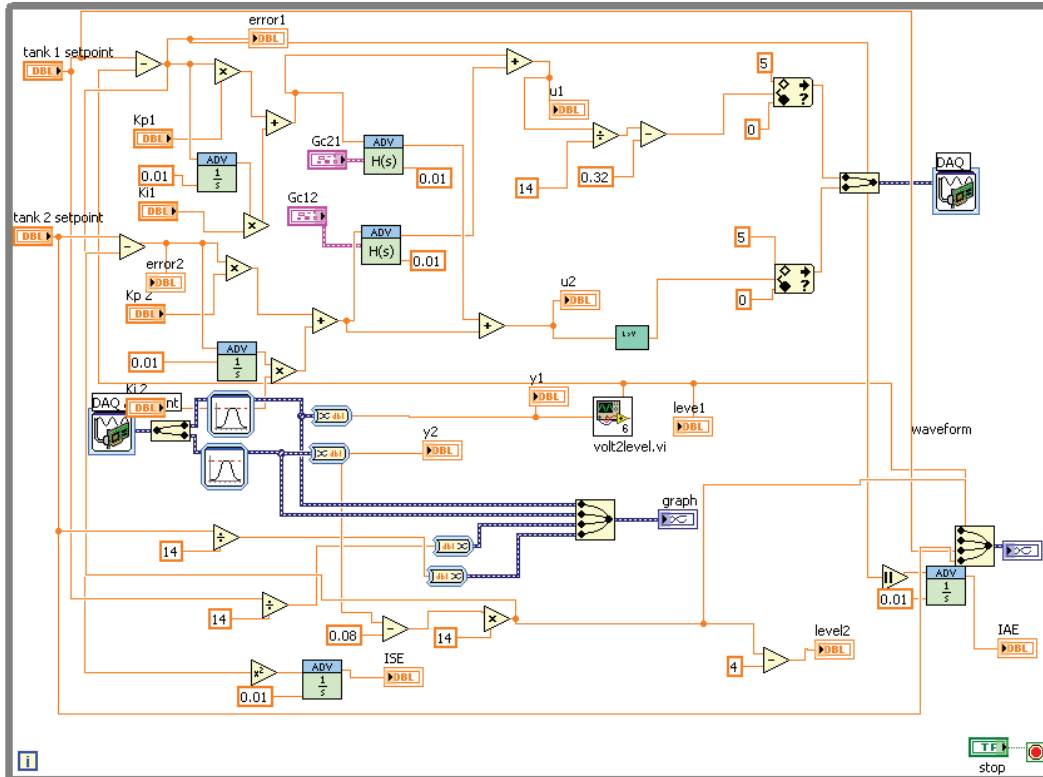 error1
DBL
tank 1 setpoint
DBL
5
u1
DBL
Kp1
DBL
Gc21
ADV
H(s)
0
ADV
1
s
0.01
0.01
14
0.32
DAQ
Ki1
DBL
Gc12
tank 2 setpoint
DBL
ADV
H(s)
0.01
5
error2
DBL
Kp 2
DBL
u2
DBL
0
ADV
1
s
0.01
y1
DBL
Ki 2
DBL
DAQ
nt
dbl
6
volt2level.vi
leve1
DBL
waveform
y2
dbl
DBL
graph
14
dbl
dbl
ADV
1
s
0.01
14
0.08
14
IAE
DBL
level2
DBL
4
ISE
x²
ADV
1
s
DBL
0.01
i
TF
stop